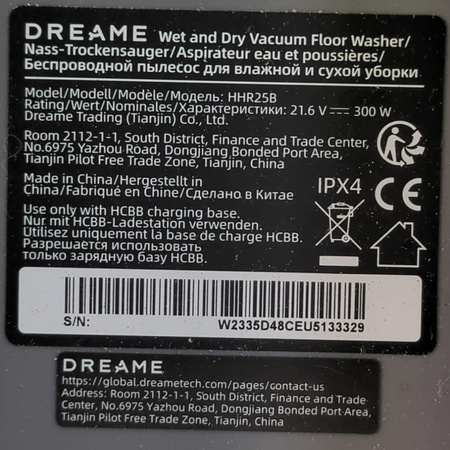 DREAME Wet and Dry Vacuum Floor Washer/
Nass-Trockensauger/Aspirateur eau et poussières/
Беспроводной пылесос для влажной и сухой уборки
Model/Modell/Modèle/Модель: HHR25B
Rating/Wert/Nominales/Характеристики: 21.6 V⎓ 300 W
Dreame Trading (Tianjin) Co., Ltd.
Room 2112-1-1, South District, Finance and Trade Center,
No.6975 Yazhou Road, Dongjiang Bonded Port Area,
Tianjin Pilot Free Trade Zone, Tianjin, China
Made in China/Hergestellt in
China/Fabriqué en Chine/Сделано в Китае
IPX4 CE
Use only with HCBB charging base.
Nur mit HCBB-Ladestation verwenden.
Utilisez uniquement la base de charge HCBB.
Разрешается использовать
только зарядную базу HCBB.
S/N: W2335D48CEU5133329
DREAME
https://global.dreametech.com/pages/contact-us
Address: Room 2112-1-1, South District, Finance and Trade
Center, No.6975 Yazhou Road, Dongjiang Bonded Port Area,
Tianjin Pilot Free Trade Zone, Tianjin, China